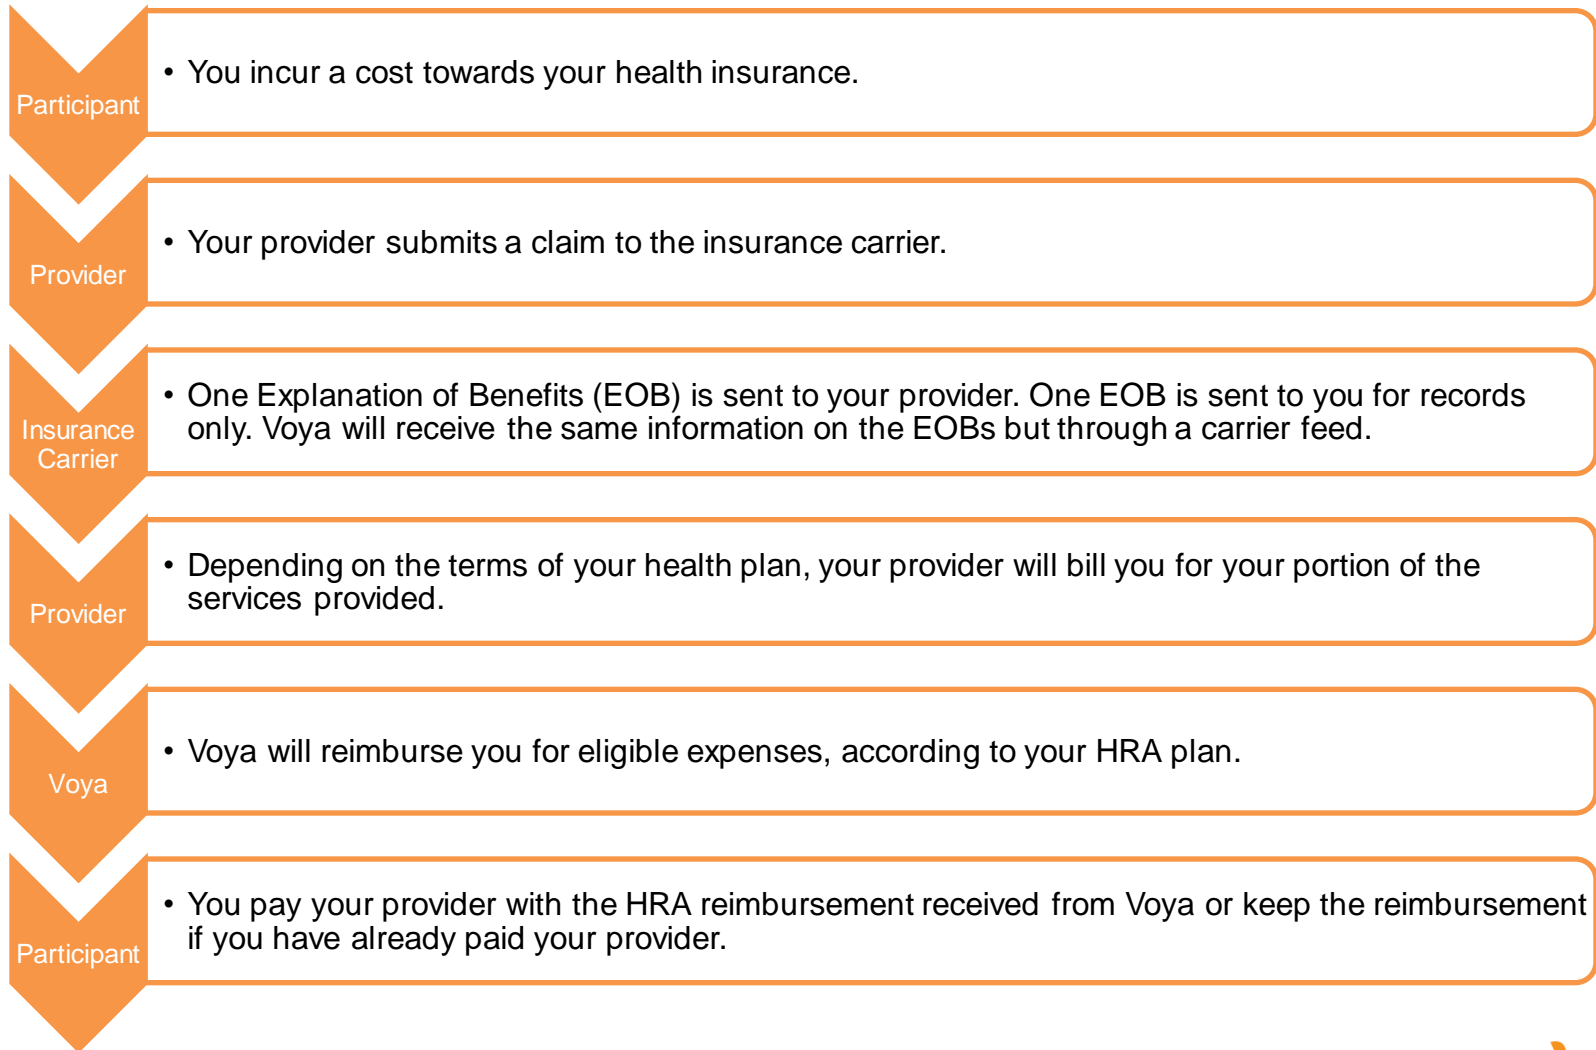 Participant
• You incur a cost towards your health insurance.
Provider
• Your provider submits a claim to the insurance carrier.
Insurance
Carrier
• One Explanation of Benefits (EOB) is sent to your provider. One EOB is sent to you for records
only. Voya will receive the same information on the EOBs but through a carrier feed.
Provider
• Depending on the terms of your health plan, your provider will bill you for your portion of the
services provided.
Voya
• Voya will reimburse you for eligible expenses, according to your HRA plan.
Participant
• You pay your provider with the HRA reimbursement received from Voya or keep the reimbursement
if you have already paid your provider.